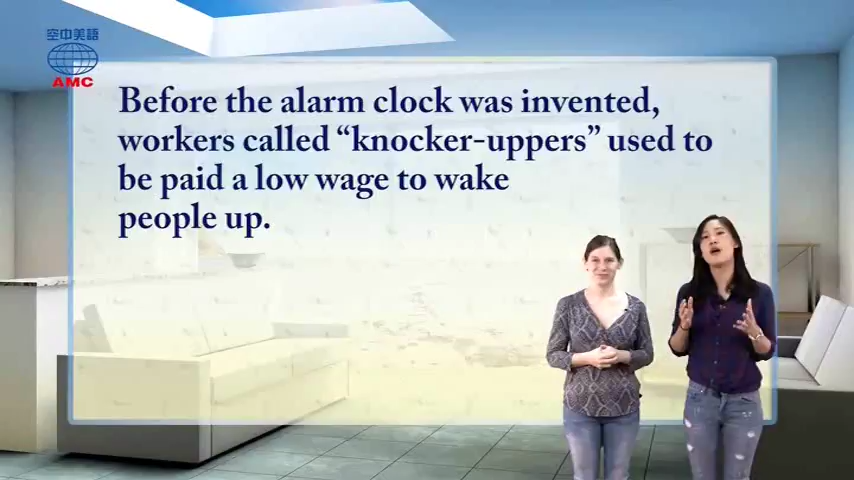 空中美語
AMC
Before the alarm clock was invented,
workers called “knocker-uppers” used to
be paid a low wage to wake
people up.